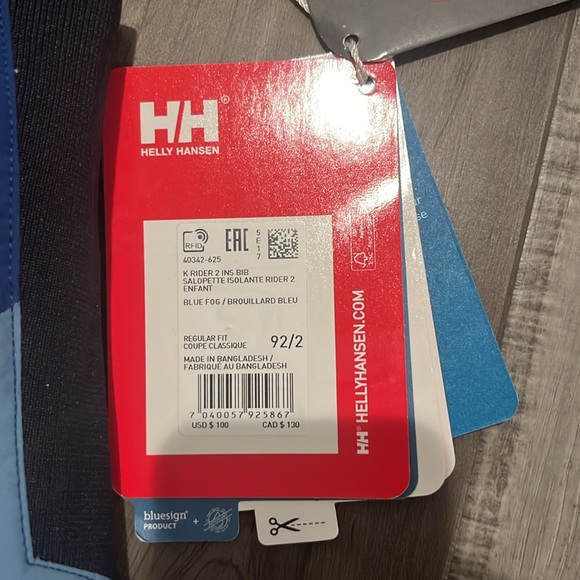 HH®
HELLY HANSEN
RFID
EAC
5E17
40342-625
K RIDER 2 INS BIB
SALOPETTE ISOLANTE RIDER 2
ENFANT
BLUE FOG / BROUILLARD BLEU
REGULAR FIT
COUPE CLASSIQUE
92/2
MADE IN BANGLADESH /
FABRIQUÉ AU BANGLADESH
7 040057 925867
USD $ 100
CAD $ 130
HH® HELLYHANSEN.COM
FSC
bluesign®
PRODUCT
+